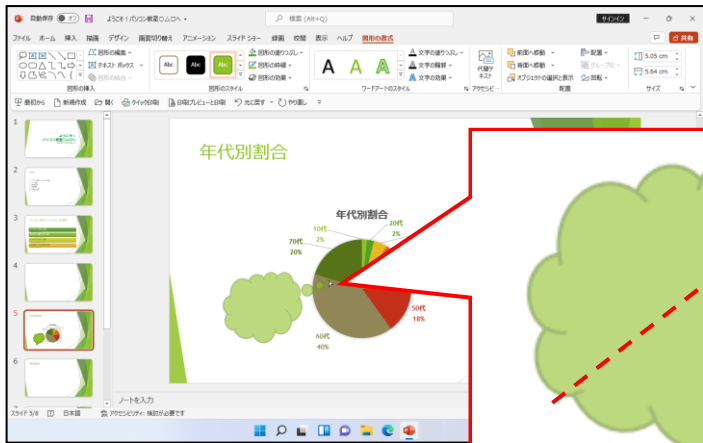 自動保存 オフ ようこそ！パソコン教室○△□へ 検索 (Alt+Q) サインイン
ファイル ホーム 挿入 描画 デザイン 画面切り替え アニメーション スライド ショー 録画 校閲 表示 ヘルプ 図形の書式 共有
図形の編集 テキスト ボックス 図形の結合
図形の挿入
Abc Abc Abc
図形の塗りつぶし 図形の枠線 図形の効果
図形のスタイル
A A A
文字の塗りつぶし 文字の輪郭 文字の効果
ワードアートのスタイル
代替テキスト
アクセシビ…
前面へ移動 背面へ移動 オブジェクトの選択と表示
配置 グループ化 回転
配置
5.05 cm
5.64 cm
サイズ
最初から 新規作成 開く クイック印刷 印刷プレビューと印刷 元に戻す やり直し
1
2
3
4
5
6
年代別割合
年代別割合
10代
2%
20代
2%
70代
20%
50代
18%
60代
40%
ノートを入力
スライド 5/8 日本語 アクセシビリティ: 検討が必要です